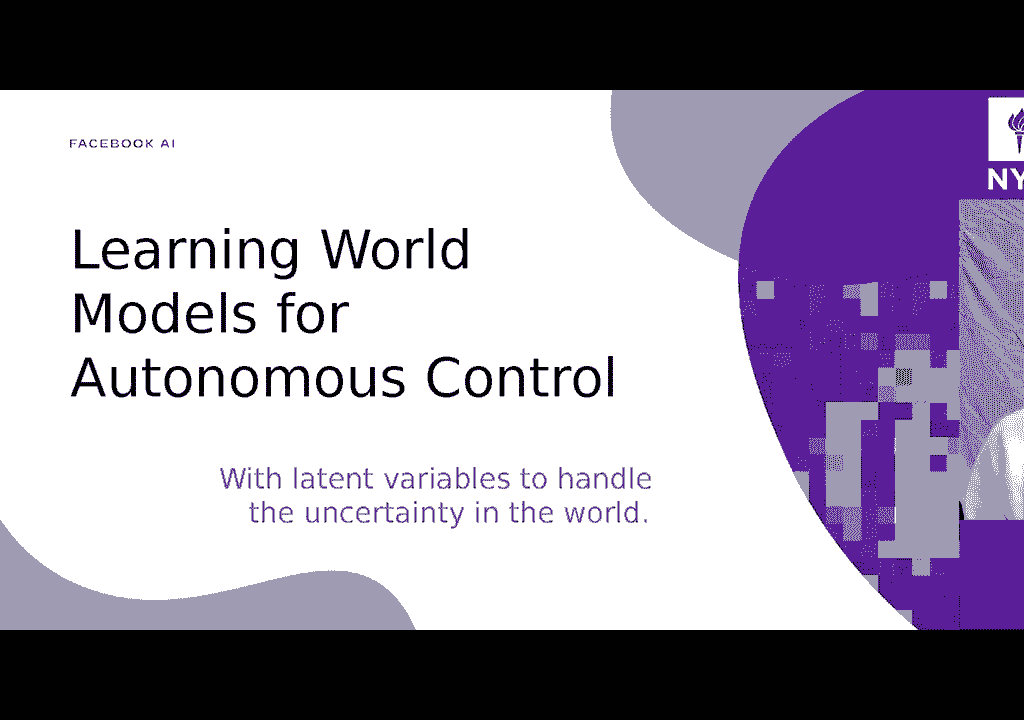 FACEBOOK AI
NY
Learning World
Models for
Autonomous Control
With latent variables to handle
the uncertainty in the world.